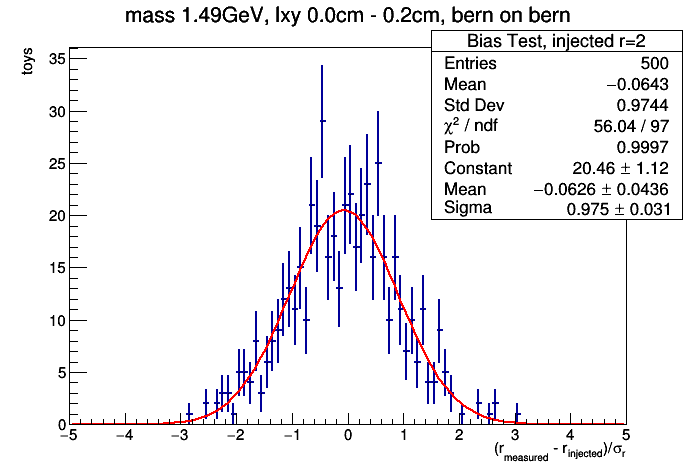 mass 1.49GeV, lxy 0.0cm - 0.2cm, bern on bern
Bias Test, injected r=2
Entries 500
Mean −0.0643
Std Dev 0.9744
χ² / ndf 56.04 / 97
Prob 0.9997
Constant 20.46 ± 1.12
Mean −0.0626 ± 0.0436
Sigma 0.975 ± 0.031
toys
35
30
25
20
15
10
5
0
−5 −4 −3 −2 −1 0 1 2 3 4 5
(r_measured - r_injected)/σ_r